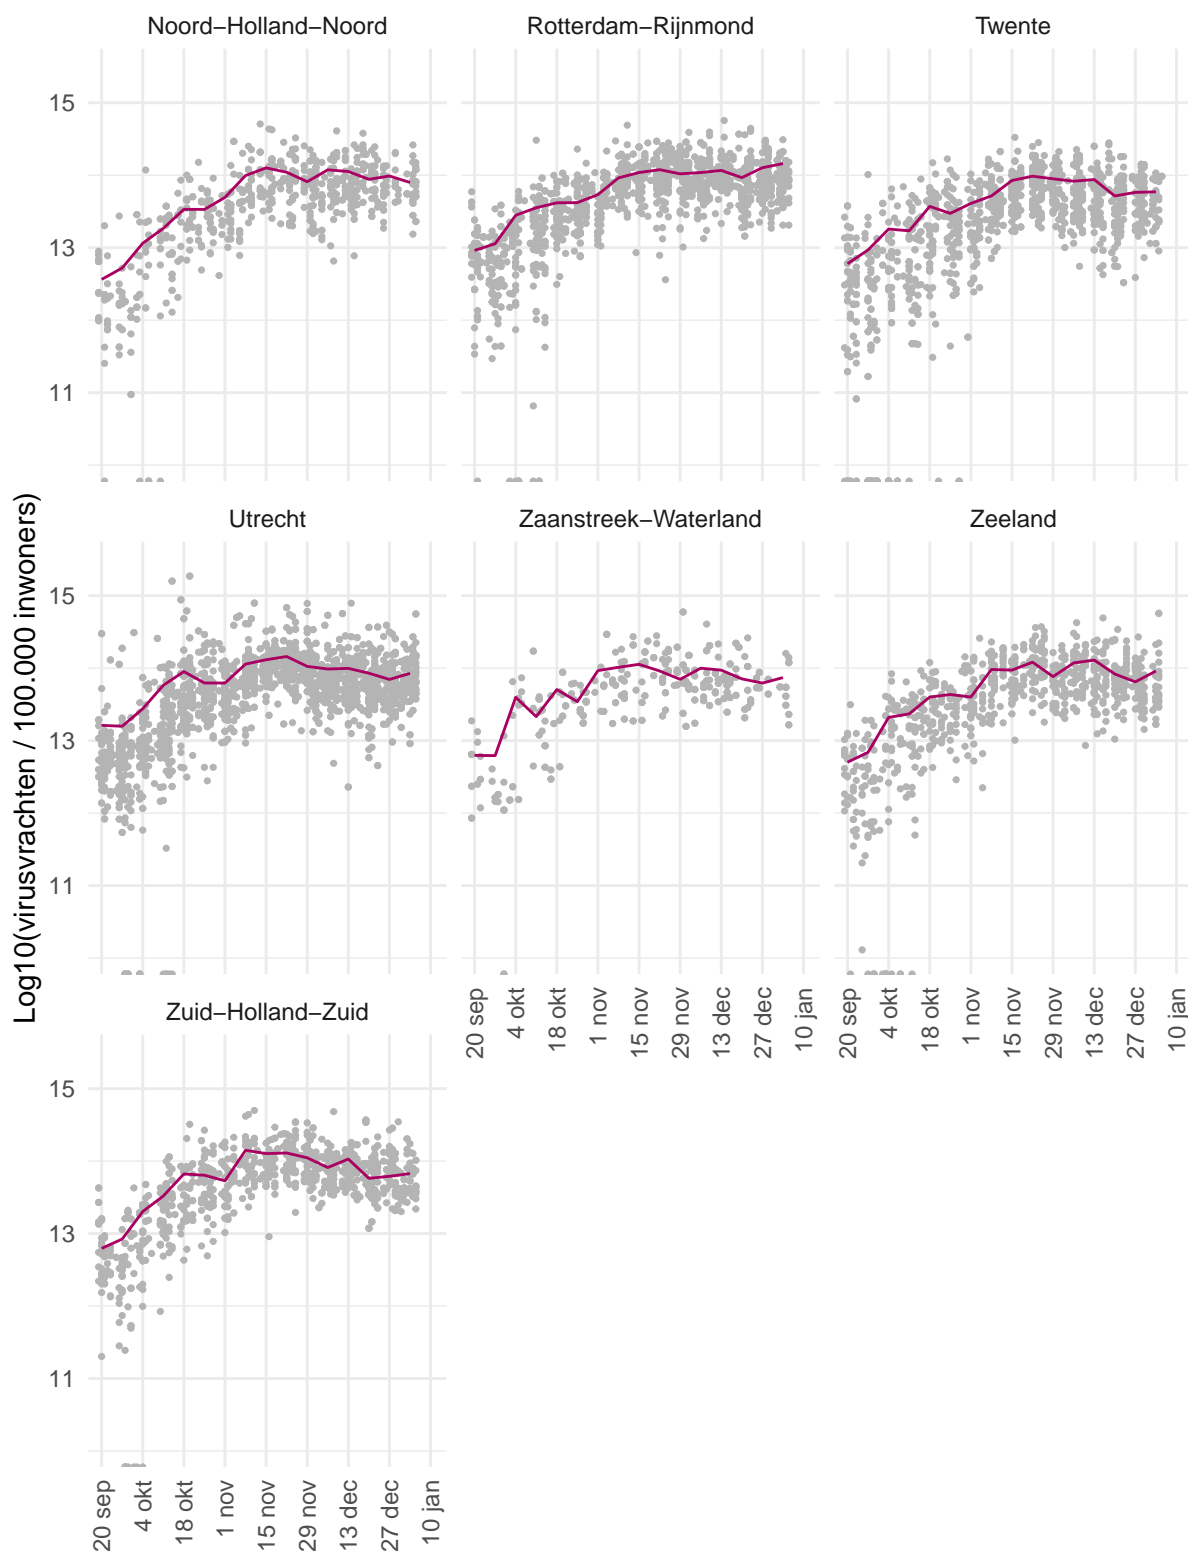 Noord−Holland−Noord
Rotterdam−Rijnmond
Twente
15
13
11
Utrecht
Zaanstreek−Waterland
Zeeland
15
13
11
Log10(virusvrachten / 100.000 inwoners)
20 sep
4 okt
18 okt
1 nov
15 nov
29 nov
13 dec
27 dec
10 jan
20 sep
4 okt
18 okt
1 nov
15 nov
29 nov
13 dec
27 dec
10 jan
Zuid−Holland−Zuid
15
13
11
20 sep
4 okt
18 okt
1 nov
15 nov
29 nov
13 dec
27 dec
10 jan